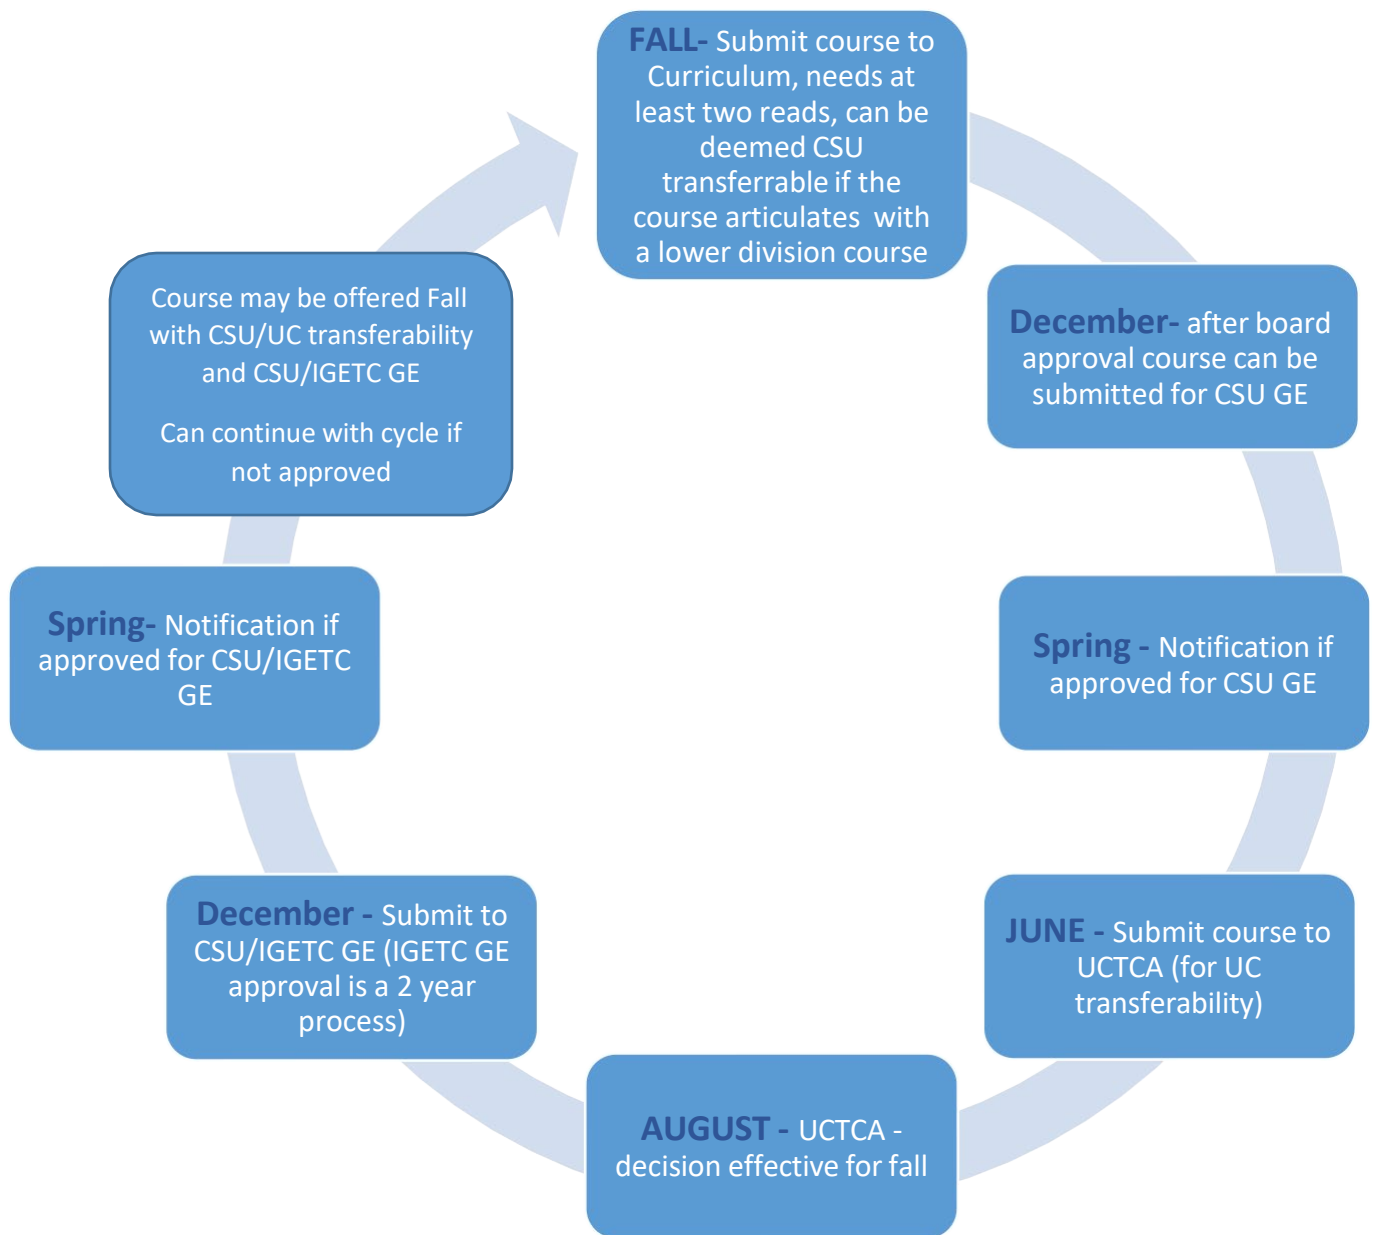 FALL- Submit course to
Curriculum, needs at
least two reads, can be
deemed CSU
transferrable if the
course articulates with
a lower division course
December- after board
approval course can be
submitted for CSU GE
Spring - Notification if
approved for CSU GE
JUNE - Submit course to
UCTCA (for UC
transferability)
AUGUST - UCTCA -
decision effective for fall
December - Submit to
CSU/IGETC GE (IGETC GE
approval is a 2 year
process)
Spring- Notification if
approved for CSU/IGETC
GE
Course may be offered Fall
with CSU/UC transferability
and CSU/IGETC GE
Can continue with cycle if
not approved